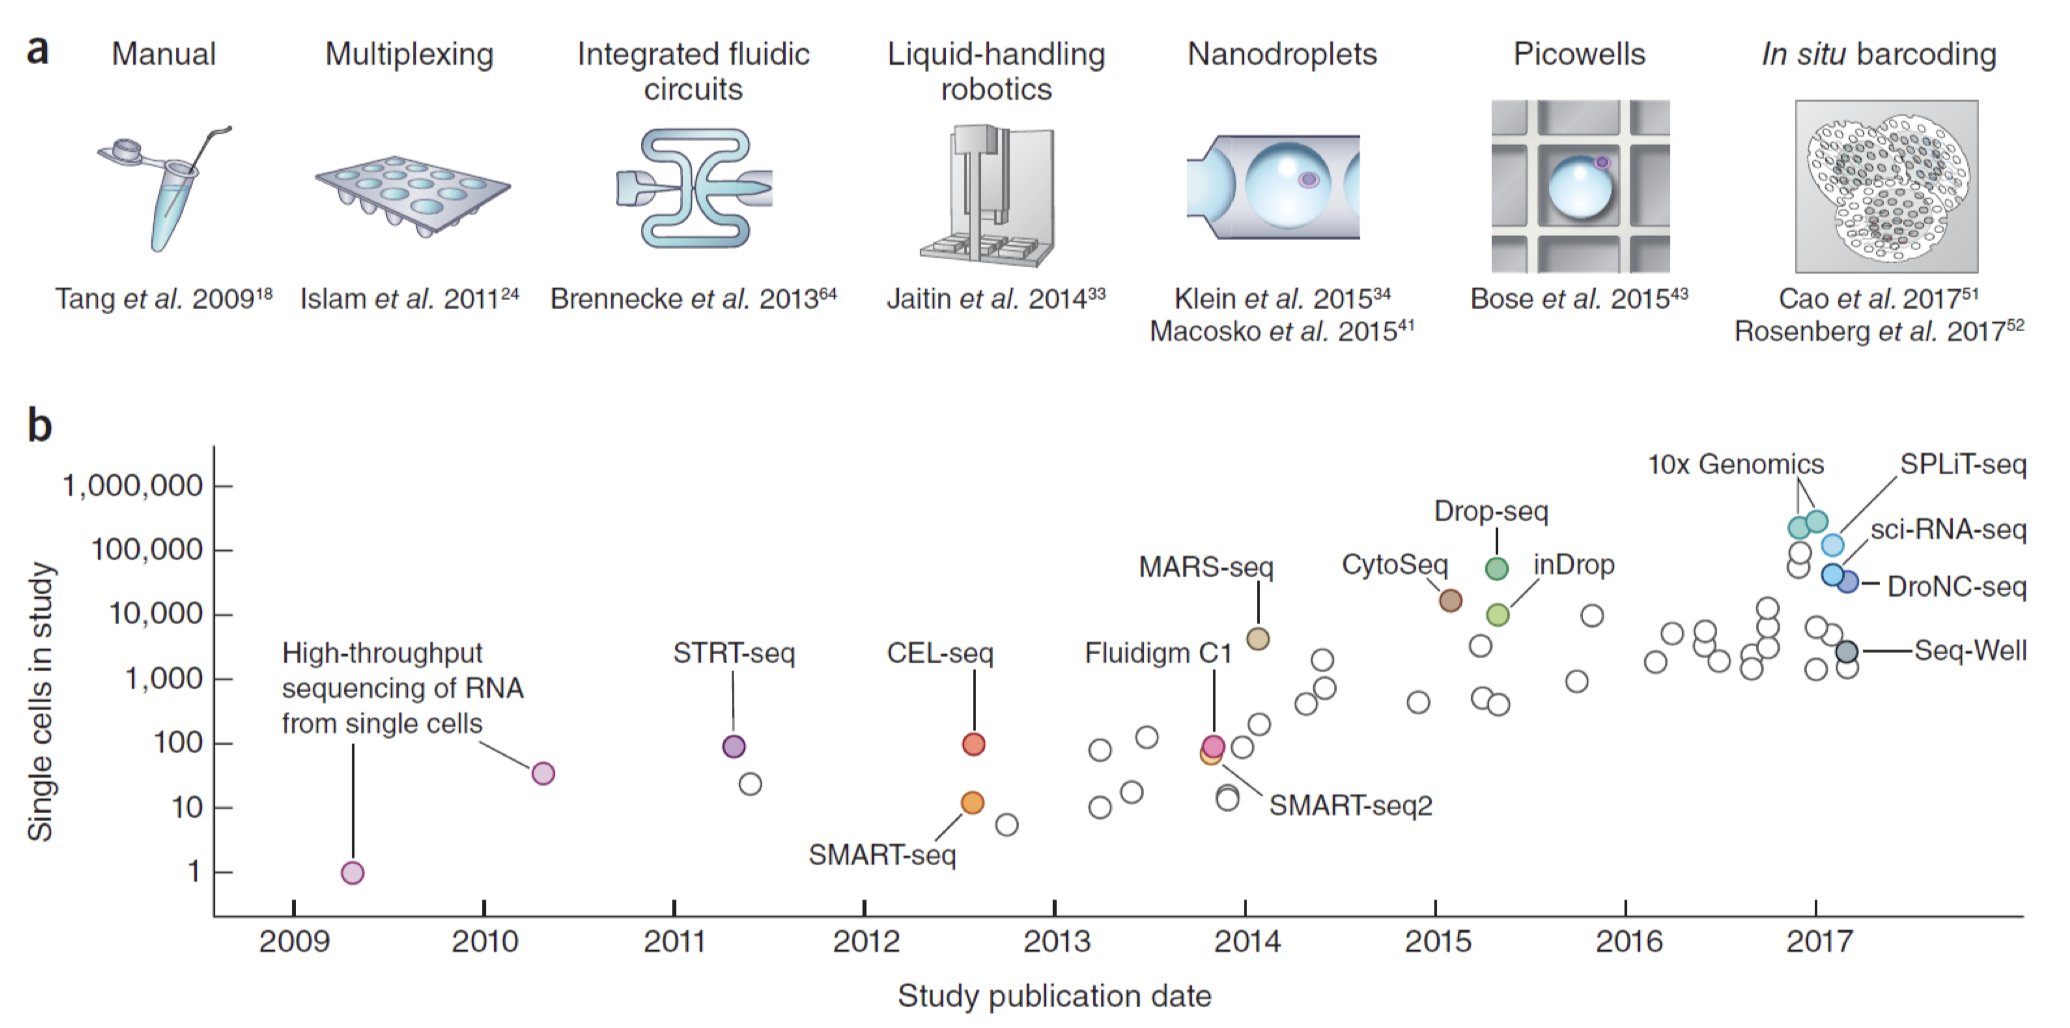 a
Manual
Multiplexing
Integrated fluidic
circuits
Liquid-handling
robotics
Nanodroplets
Picowells
In situ barcoding
Tang et al. 2009¹⁸
Islam et al. 2011²⁴
Brennecke et al. 2013⁶⁴
Jaitin et al. 2014³³
Klein et al. 2015³⁴
Macosko et al. 2015⁴¹
Bose et al. 2015⁴³
Cao et al. 2017⁵¹
Rosenberg et al. 2017⁵²
b
Single cells in study
1,000,000
100,000
10,000
1,000
100
10
1
High-throughput
sequencing of RNA
from single cells
STRT-seq
CEL-seq
SMART-seq
Fluidigm C1
SMART-seq2
MARS-seq
CytoSeq
Drop-seq
inDrop
10x Genomics
SPLiT-seq
sci-RNA-seq
DroNC-seq
Seq-Well
2009
2010
2011
2012
2013
2014
2015
2016
2017
Study publication date